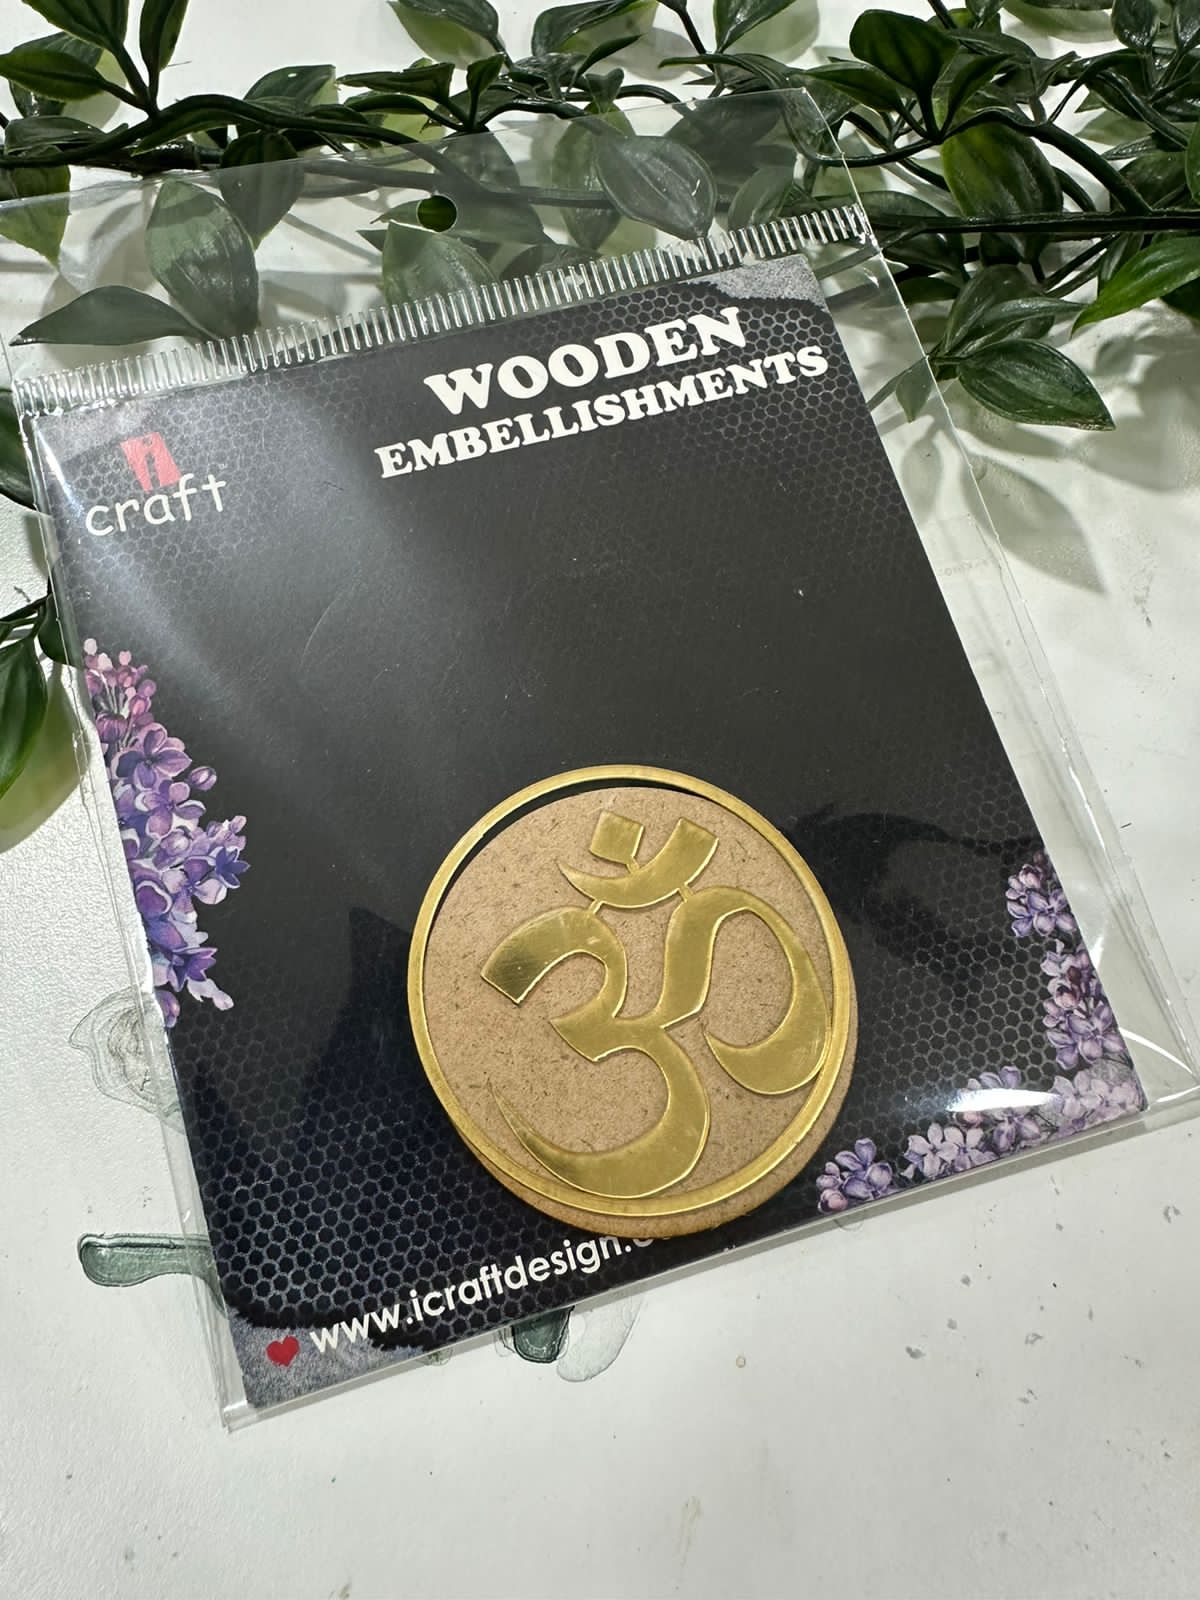 WOODEN
EMBELLISHMENTS
i
craft
ॐ
www.icraftdesign.